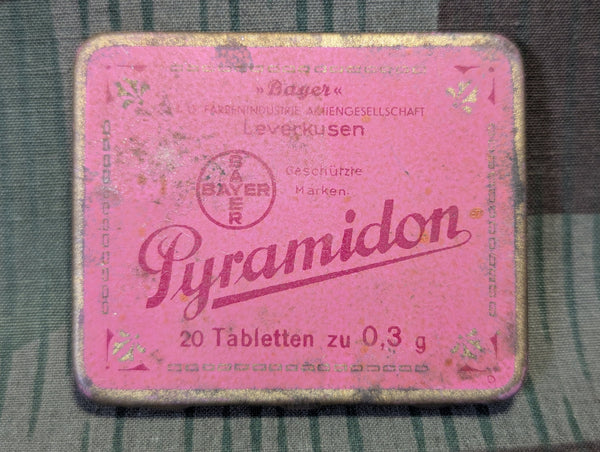 »Bayer«
I. G. FARBENINDUSTRIE AKTIENGESELLSCHAFT
Leverkusen
BAYER
BAYER
Geschützte
Marken
Pyramidon
20 Tabletten zu 0,3 g